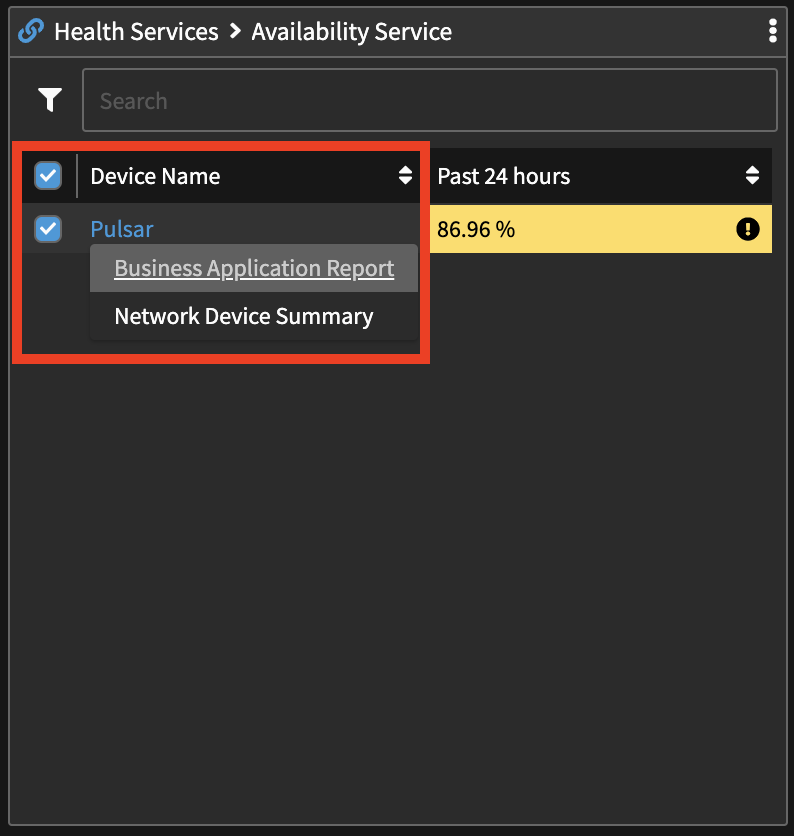 Health Services > Availability Service
Search
Device Name Past 24 hours
Pulsar 86.96 %
Business Application Report
Network Device Summary